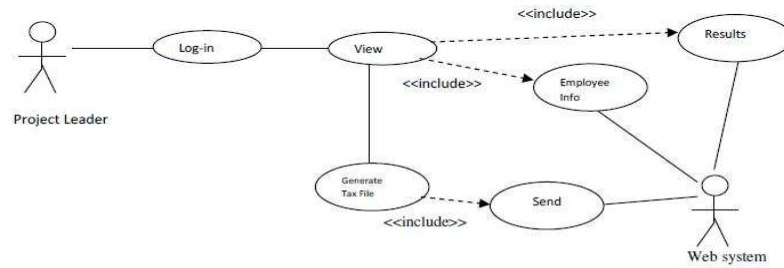 <<include>>
Log-in
View
Results
<<include>>
Employee
Info
Project Leader
Generate
Tax File
<<include>>
Send
Web system